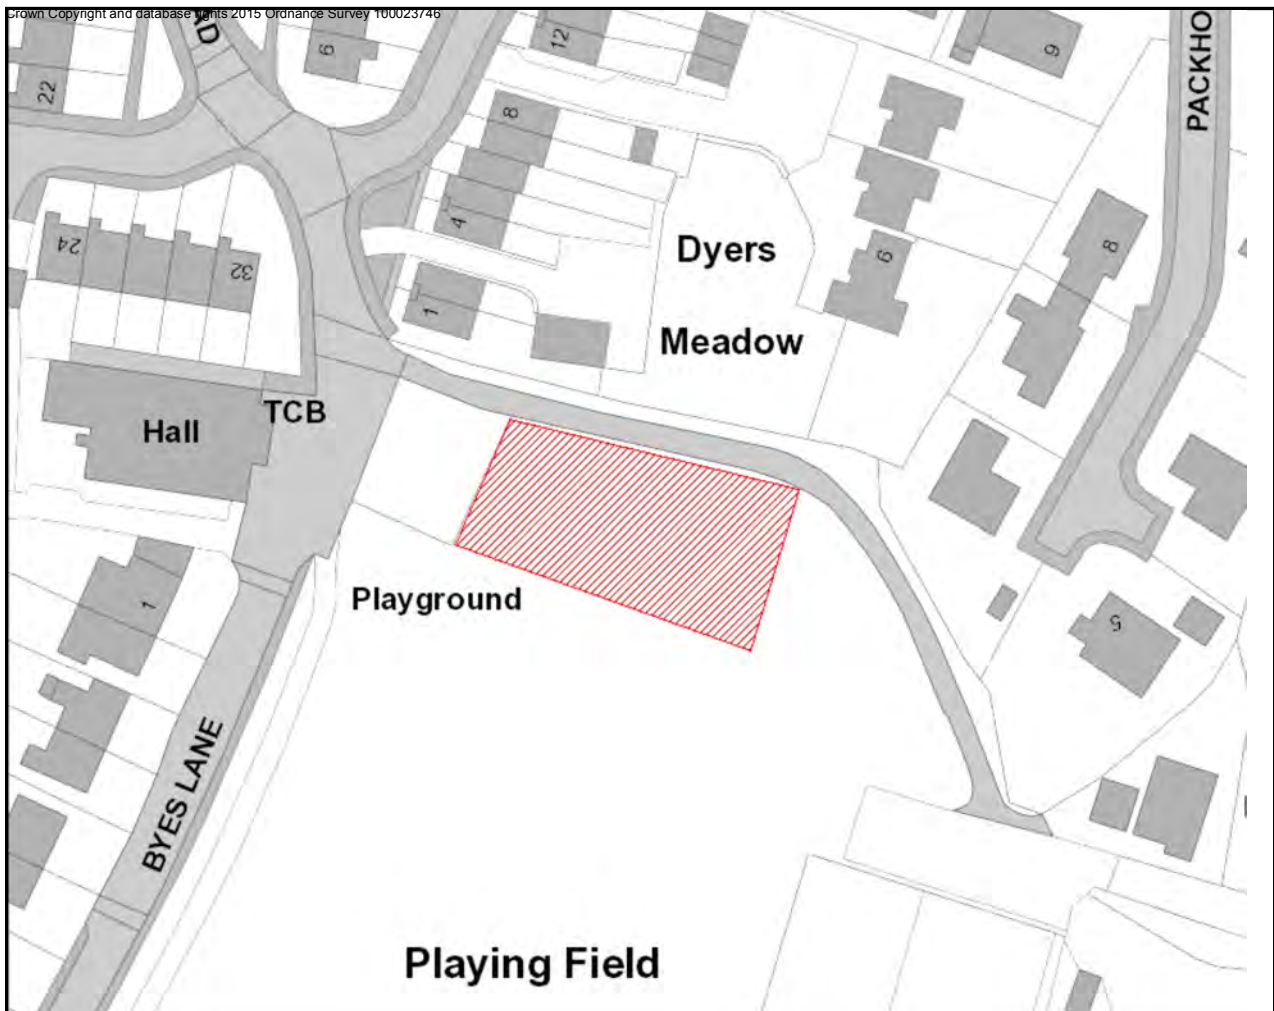 Crown Copyright and database rights 2015 Ordnance Survey 100023746
22
6
12
9
PACKHO
8
4
Dyers
6
8
24
32
1
Meadow
TCB
Hall
Playground
1
5
BYES LANE
Playing Field